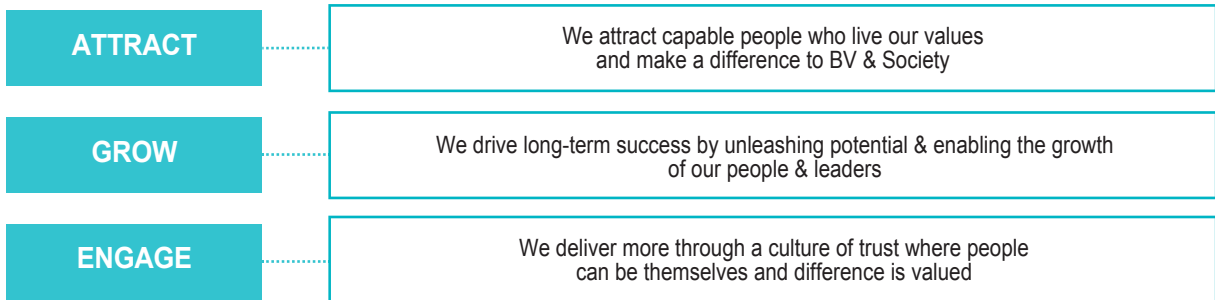 ATTRACT
We attract capable people who live our values
and make a difference to BV & Society
GROW
We drive long-term success by unleashing potential & enabling the growth
of our people & leaders
ENGAGE
We deliver more through a culture of trust where people
can be themselves and difference is valued